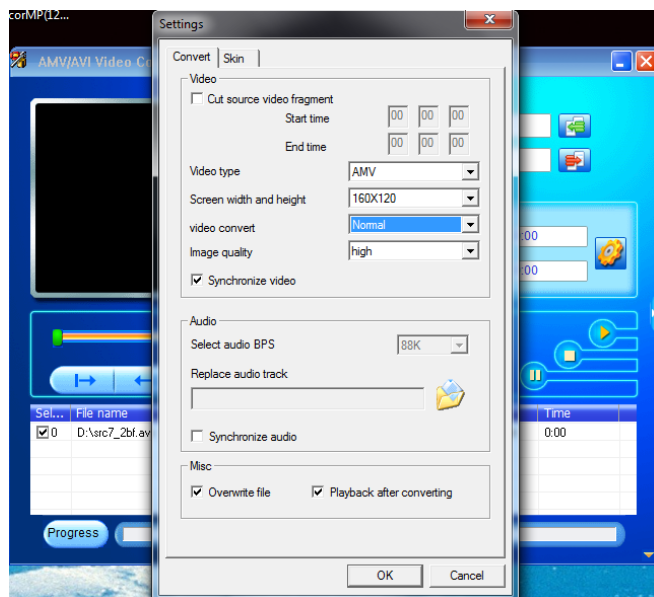 corMP(12...
Settings
AMV/AVI Video Co
Convert
Skin
Video
Cut source video fragment
Start time 00 00 00
End time 00 00 00
Video type AMV
Screen width and height 160X120
video convert Normal
Image quality high
Synchronize video
:00
:00
Audio
Select audio BPS 88K
Replace audio track
Synchronize audio
Sel... File name Time
0 D:\src7_2bf.av 0:00
Misc
Overwrite file Playback after converting
Progress
OK Cancel